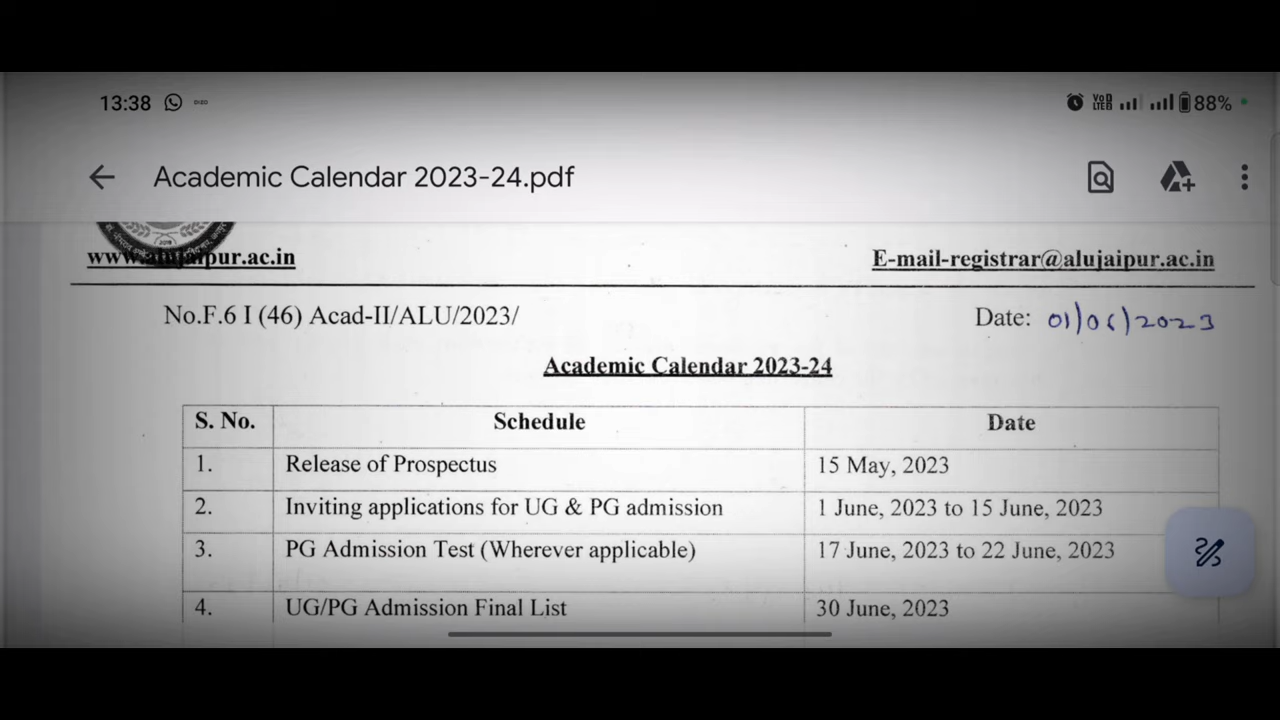 13:38
88%
Academic Calendar 2023-24.pdf
2018
www.alujaipur.ac.in
E-mail-registrar@alujaipur.ac.in
No.F.6 I (46) Acad-II/ALU/2023/
Date: 01/06/2023
Academic Calendar 2023-24
S. No. Schedule Date
1. Release of Prospectus 15 May, 2023
2. Inviting applications for UG & PG admission 1 June, 2023 to 15 June, 2023
3. PG Admission Test (Wherever applicable) 17 June, 2023 to 22 June, 2023
4. UG/PG Admission Final List 30 June, 2023